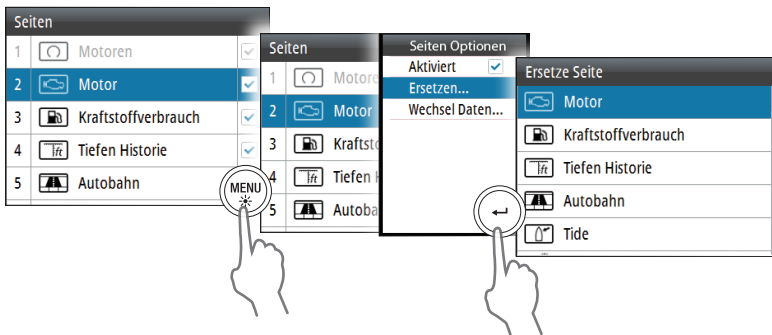 Seiten
1 Motoren
2 Motor
3 Kraftstoffverbrauch
4 ft Tiefen Historie
5 Autobahn
MENU
Seiten
1 Motore
2 Motor
3 Kraftst
4 ft Tiefen H
5 Autoba
Seiten Optionen
Aktiviert
Ersetzen...
Wechsel Daten...
Ersetze Seite
Motor
Kraftstoffverbrauch
ft Tiefen Historie
Autobahn
Tide